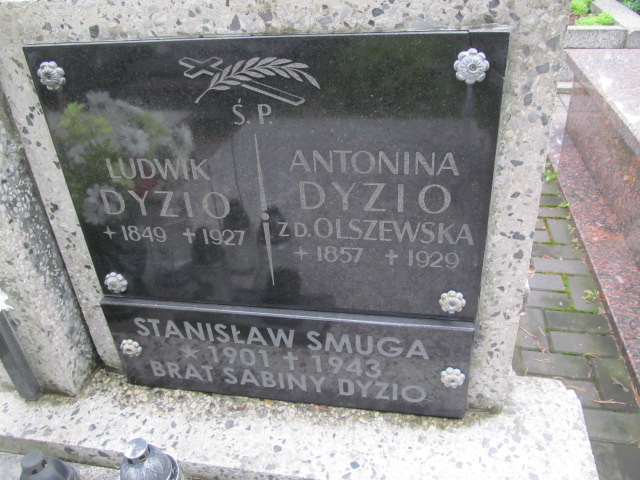 Ś. P.
LUDWIK
DYZIO
+1849 +1927
ANTONINA
DYZIO
Z D. OLSZEWSKA
+1857 +1929
STANISŁAW SMUGA
★ 1901 + 1943
BRAT SABINY DYZIO